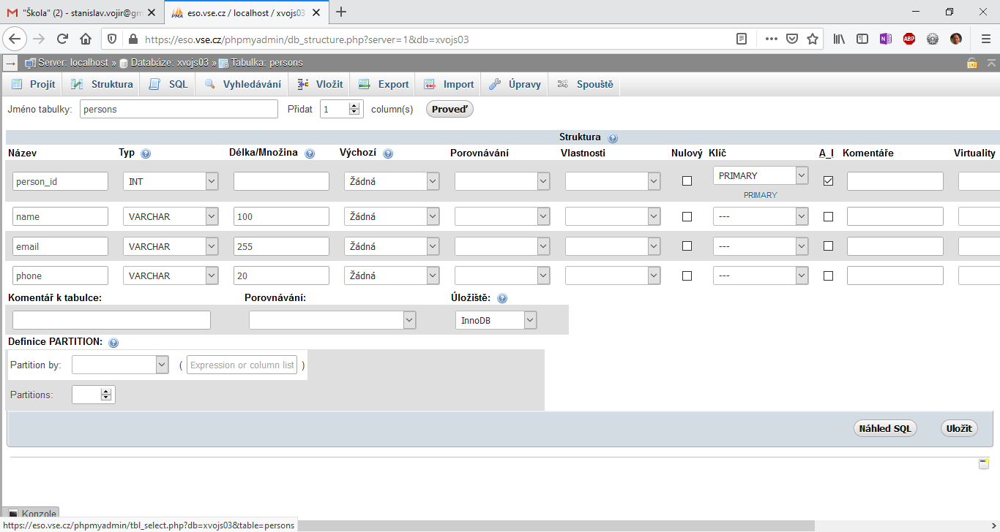 "Škola" (2) - stanislav.vojir@gm
eso.vse.cz / localhost / xvojs03
https://eso.vse.cz/phpmyadmin/db_structure.php?server=1&db=xvojs03
Server: localhost » Databáze: xvojs03 » Tabulka: persons
Projít Struktura SQL Vyhledávání Vložit Export Import Úpravy Spouště
Jméno tabulky: persons Přidat 1 column(s) Proveď
Struktura
Název Typ Délka/Množina Výchozí Porovnávání Vlastnosti Nulový Klíč A_I Komentáře Virtuality
person_id INT Žádná PRIMARY
PRIMARY
name VARCHAR 100 Žádná ---
email VARCHAR 255 Žádná ---
phone VARCHAR 20 Žádná ---
Komentář k tabulce: Porovnávání: Úložiště:
InnoDB
Definice PARTITION:
Partition by: ( Expression or column list )
Partitions:
Náhled SQL Uložit
Konzole
https://eso.vse.cz/phpmyadmin/tbl_select.php?db=xvojs03&table=persons